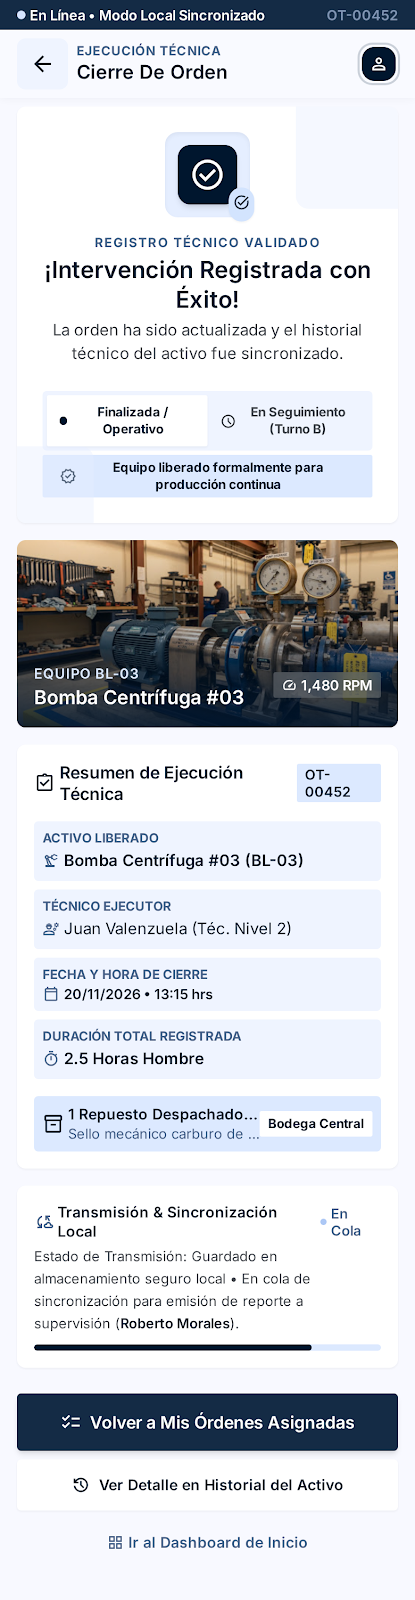 En Línea • Modo Local Sincronizado
OT-00452
EJECUCIÓN TÉCNICA
Cierre De Orden
REGISTRO TÉCNICO VALIDADO
¡Intervención Registrada con
Éxito!
La orden ha sido actualizada y el historial
técnico del activo fue sincronizado.
Finalizada /
Operativo
En Seguimiento
(Turno B)
Equipo liberado formalmente para
producción continua
EQUIPO BL-03
Bomba Centrífuga #03
1,480 RPM
Resumen de Ejecución
Técnica
OT-
00452
ACTIVO LIBERADO
Bomba Centrífuga #03 (BL-03)
TÉCNICO EJECUTOR
Juan Valenzuela (Téc. Nivel 2)
FECHA Y HORA DE CIERRE
20/11/2026 • 13:15 hrs
DURACIÓN TOTAL REGISTRADA
2.5 Horas Hombre
1 Repuesto Despachado...
Sello mecánico carburo de ...
Bodega Central
Transmisión & Sincronización
Local
En
Cola
Estado de Transmisión: Guardado en
almacenamiento seguro local • En cola de
sincronización para emisión de reporte a
supervisión (Roberto Morales).
Volver a Mis Órdenes Asignadas
Ver Detalle en Historial del Activo
Ir al Dashboard de Inicio